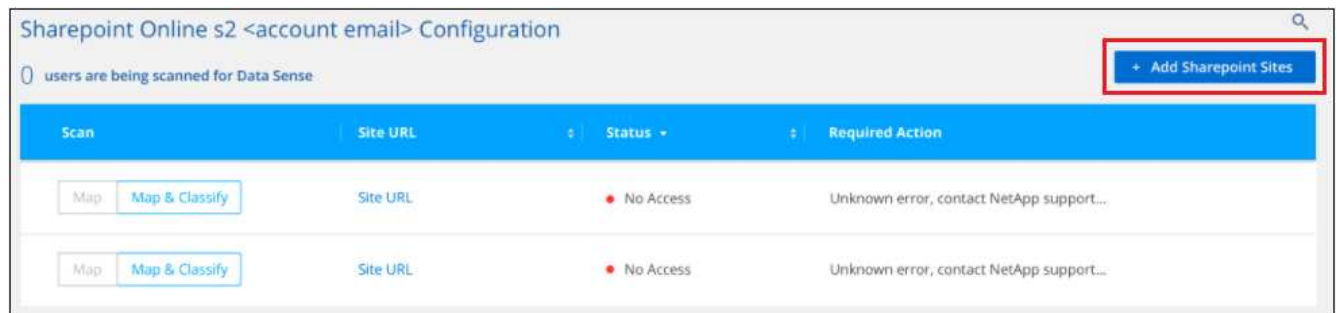 Sharepoint Online s2 <account email> Configuration
0 users are being scanned for Data Sense
+ Add Sharepoint Sites
Scan Site URL Status Required Action
Map Map & Classify Site URL No Access Unknown error, contact NetApp support...
Map Map & Classify Site URL No Access Unknown error, contact NetApp support...